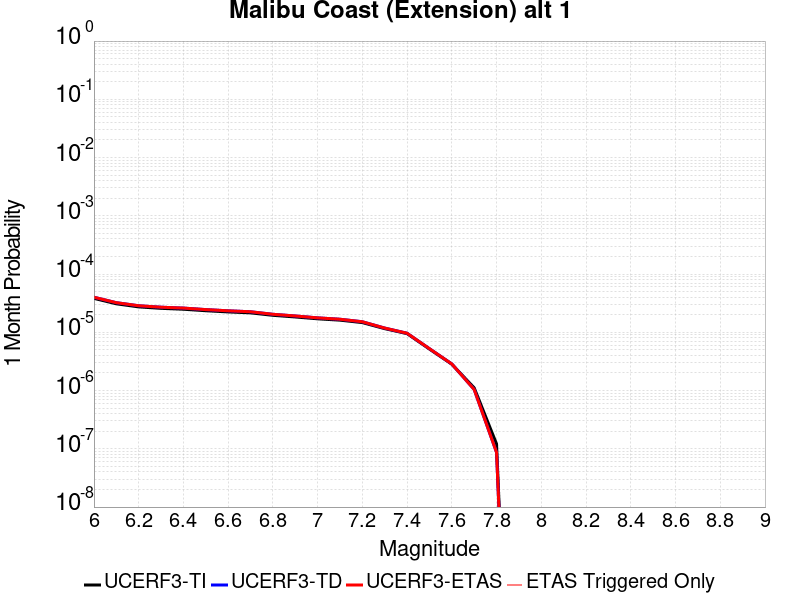 Malibu Coast (Extension) alt 1
10^0
10^-1
10^-2
10^-3
10^-4
10^-5
10^-6
10^-7
10^-8
1 Month Probability
6 6.2 6.4 6.6 6.8 7 7.2 7.4 7.6 7.8 8 8.2 8.4 8.6 8.8 9
Magnitude
UCERF3-TI UCERF3-TD UCERF3-ETAS ETAS Triggered Only